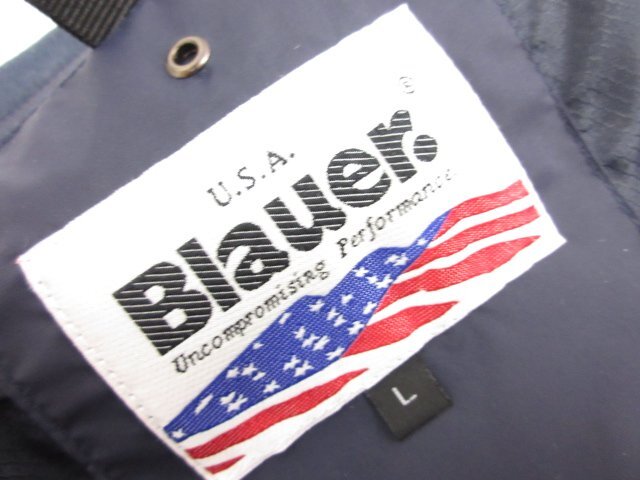 ®
U.S.A.
Blauer.
Uncompromising Performance.
L